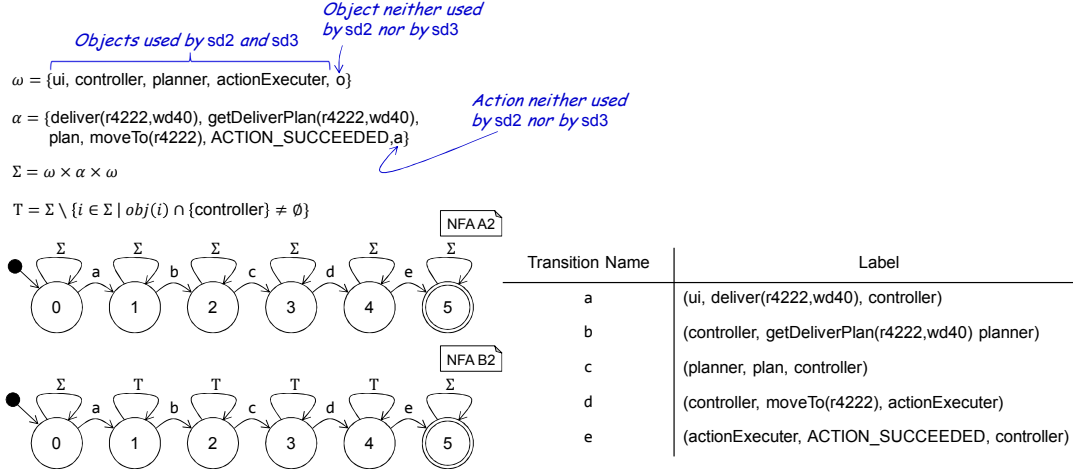 Object neither used
by sd2 nor by sd3
Objects used by sd2 and sd3
ω = {ui, controller, planner, actionExecuter, o}
Action neither used
by sd2 nor by sd3
α = {deliver(r4222,wd40), getDeliverPlan(r4222,wd40),
plan, moveTo(r4222), ACTION_SUCCEEDED,a}
Σ = ω × α × ω
T = Σ \ {i ∈ Σ | obj(i) ∩ {controller} ≠ ∅}
NFA A2
Σ Σ Σ Σ Σ Σ
a b c d e
0 1 2 3 4 5
NFA B2
Σ T T T T Σ
a b c d e
0 1 2 3 4 5
Transition Name Label
a (ui, deliver(r4222,wd40), controller)
b (controller, getDeliverPlan(r4222,wd40) planner)
c (planner, plan, controller)
d (controller, moveTo(r4222), actionExecuter)
e (actionExecuter, ACTION_SUCCEEDED, controller)